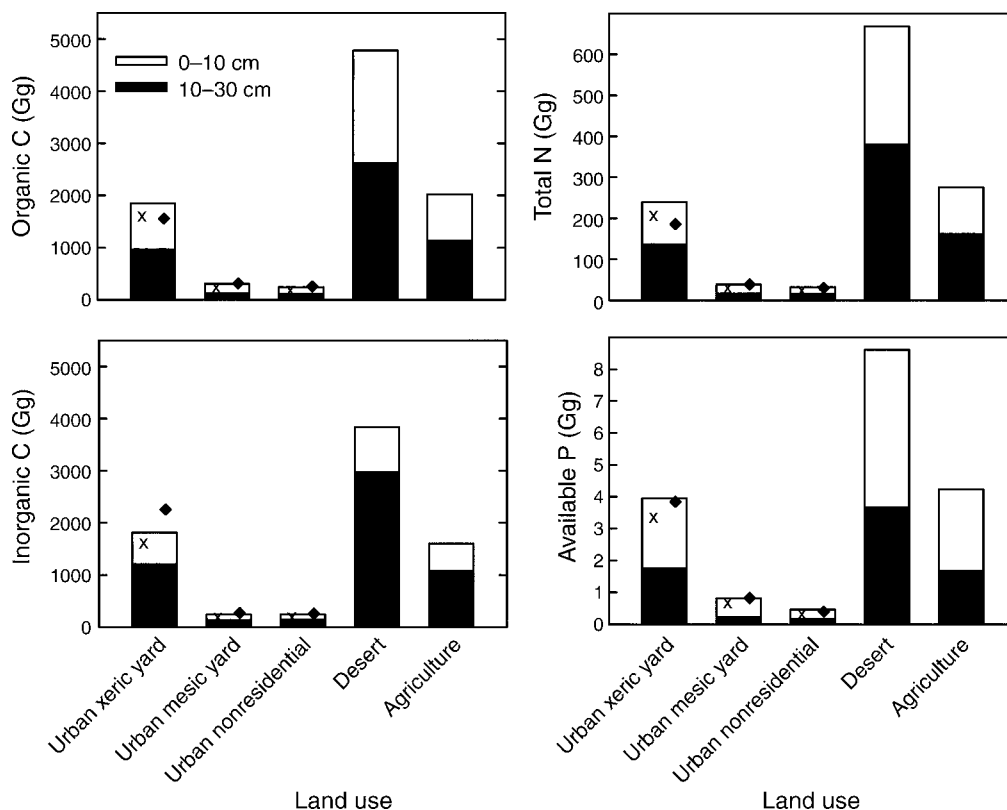 Organic C (Gg)
5000
4000
3000
2000
1000
0
0–10 cm
10–30 cm
x
x
x
Total N (Gg)
600
500
400
300
200
100
0
x
x
x
Inorganic C (Gg)
5000
4000
3000
2000
1000
0
x
x
x
Urban xeric yard
Urban mesic yard
Urban nonresidential
Desert
Agriculture
Land use
Available P (Gg)
8
7
6
5
4
3
2
1
0
x
x
x
Urban xeric yard
Urban mesic yard
Urban nonresidential
Desert
Agriculture
Land use